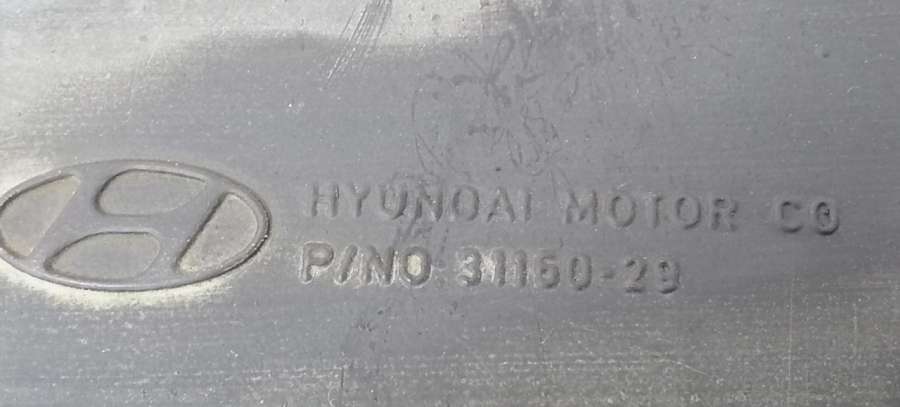 HYUNDAI MOTOR CO
P/NO 31150-29